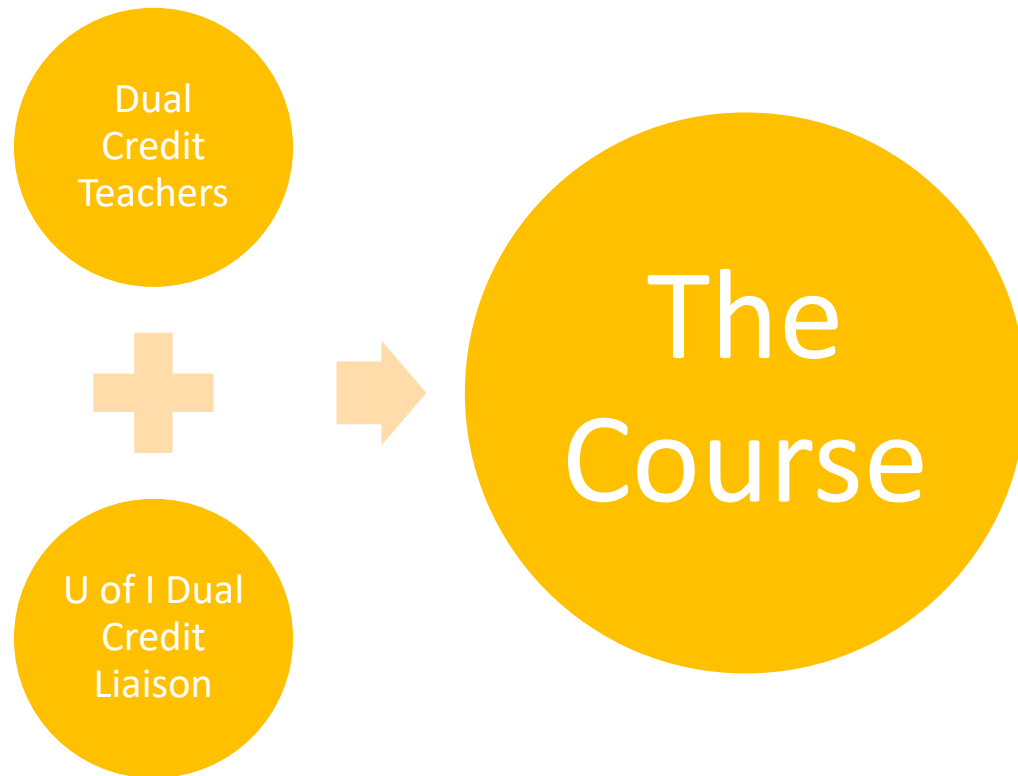 Dual
Credit
Teachers
U of I Dual
Credit
Liaison
The
Course